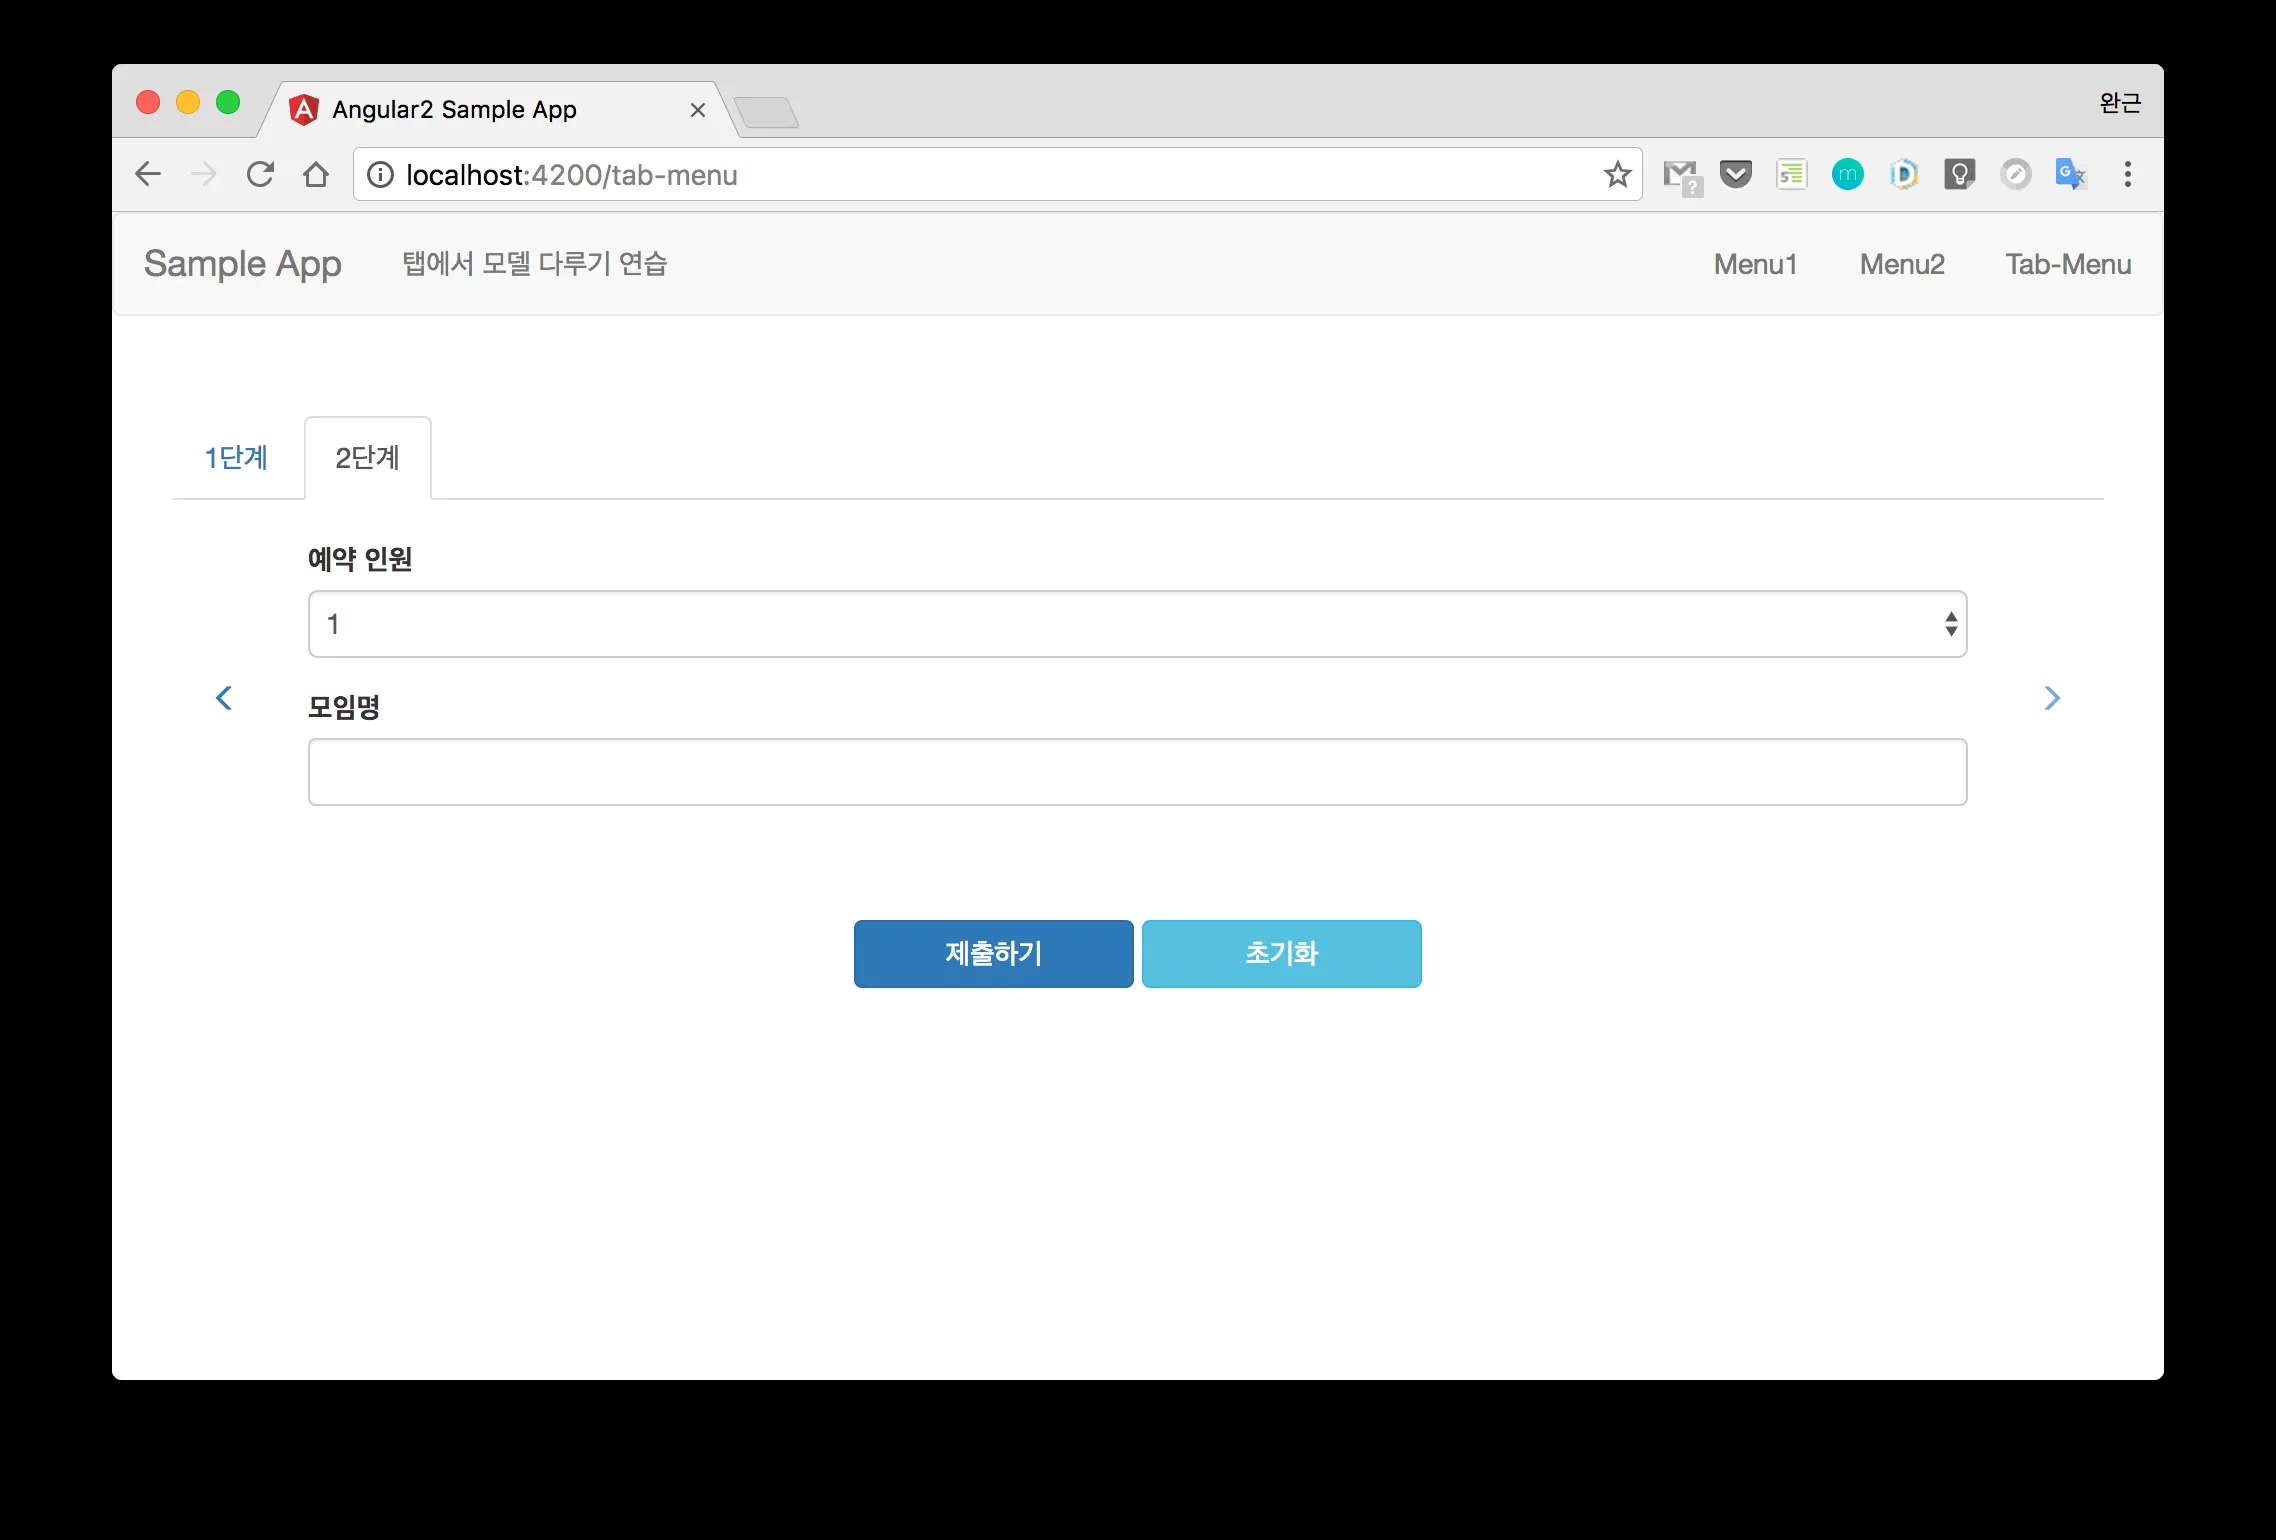 Angular2 Sample App
완근
localhost:4200/tab-menu
Sample App 탭에서 모델 다루기 연습 Menu1 Menu2 Tab-Menu
1단계 2단계
예약 인원
1
모임명
제출하기 초기화